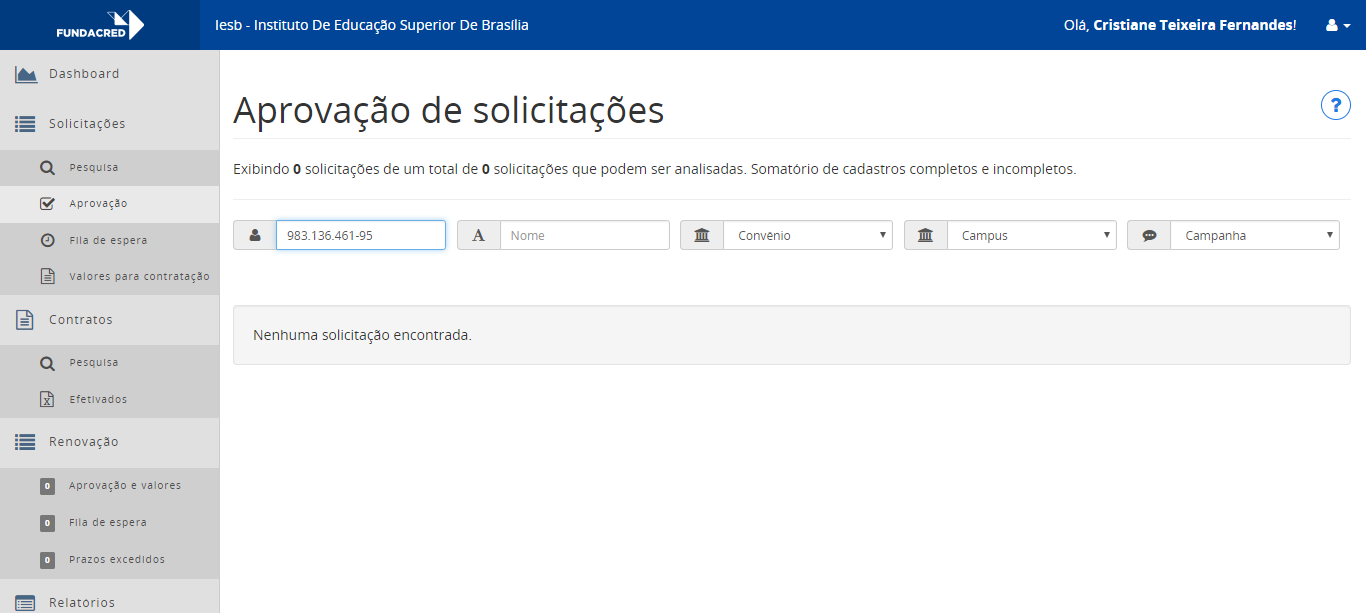 FUNDACRED
Iesb - Instituto De Educação Superior De Brasília
Olá, Cristiane Teixeira Fernandes!
Dashboard
Solicitações
Pesquisa
Aprovação
Fila de espera
Valores para contratação
Contratos
Pesquisa
Efetivados
Renovação
0 Aprovação e valores
0 Fila de espera
0 Prazos excedidos
Relatórios
Aprovação de solicitações
?
Exibindo 0 solicitações de um total de 0 solicitações que podem ser analisadas. Somatório de cadastros completos e incompletos.
983.136.461-95
A Nome
Convênio
Campus
Campanha
Nenhuma solicitação encontrada.